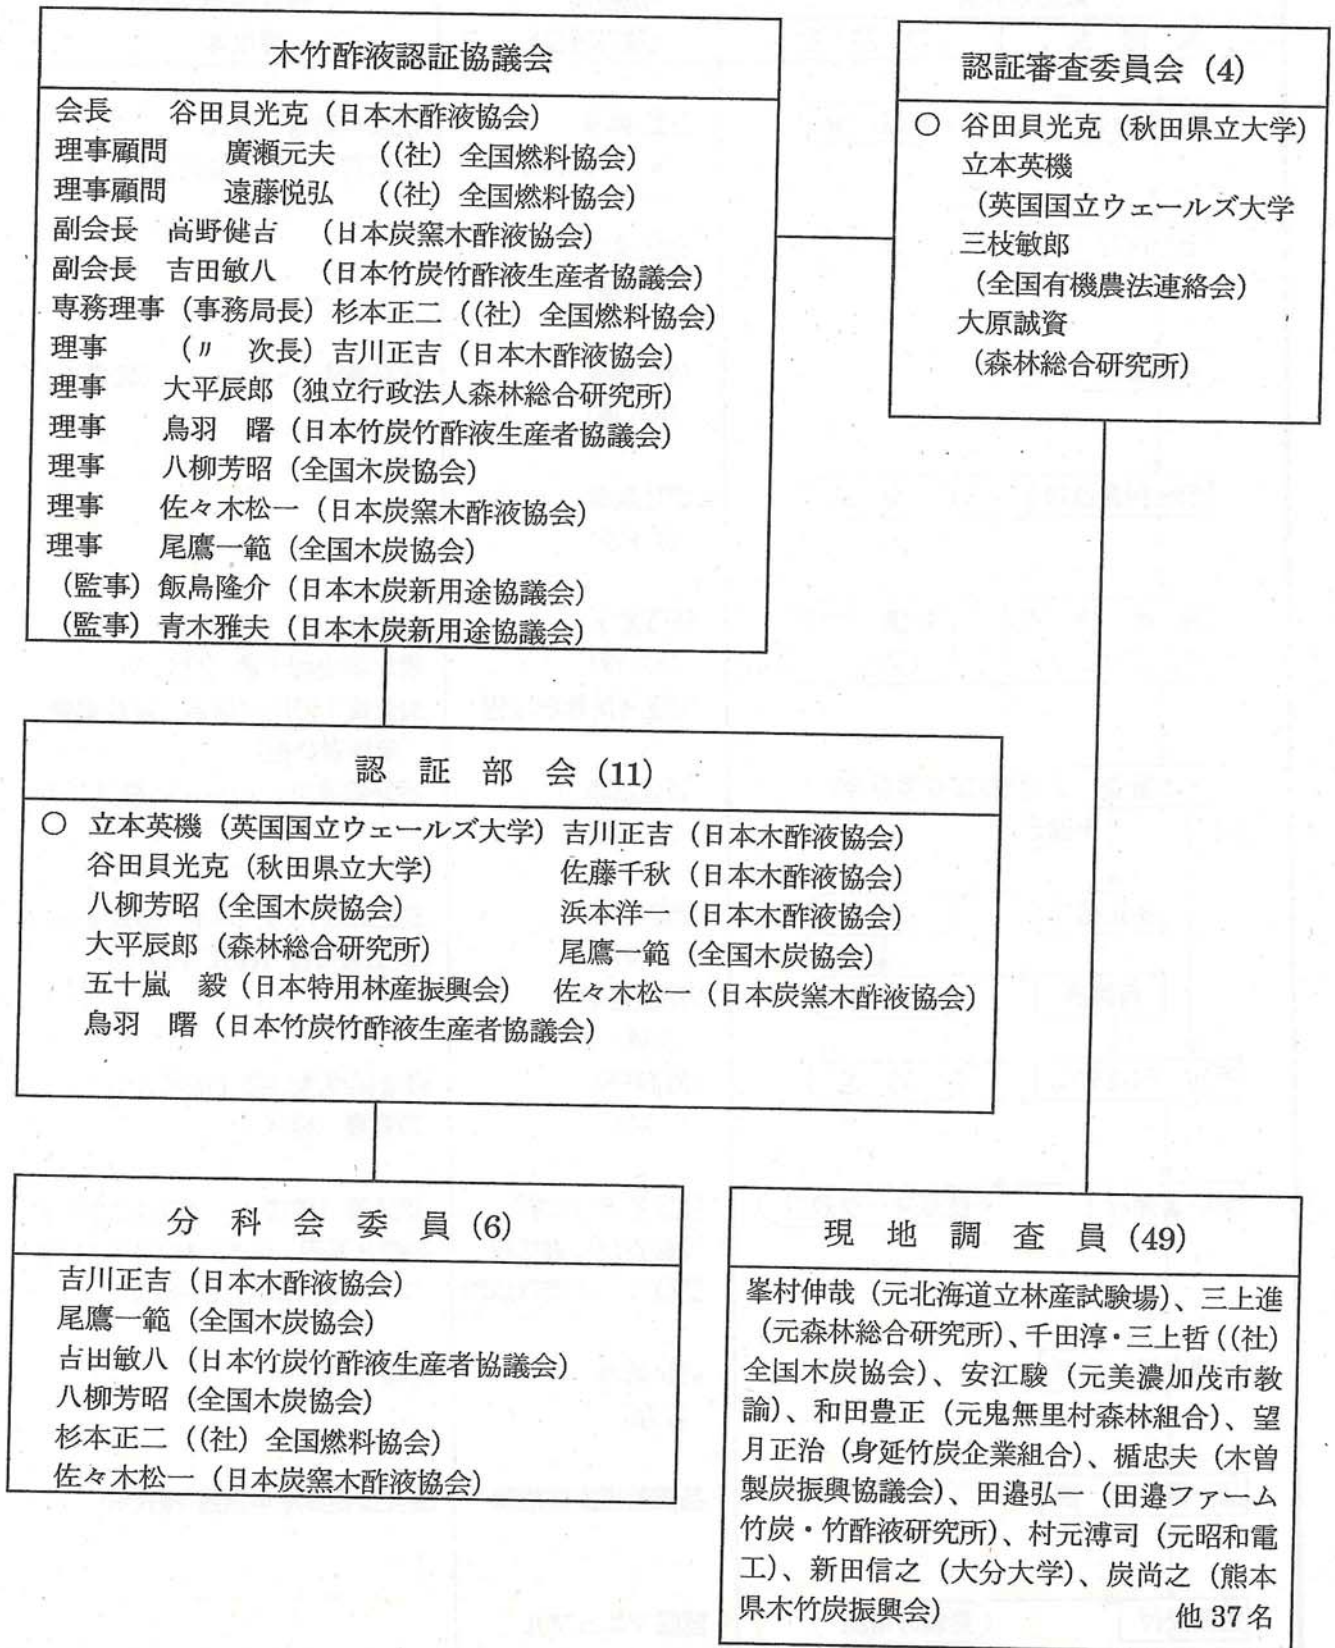 木竹酢液認証協議会
会長 谷田貝光克（日本木酢液協会）
理事顧問 廣瀬元夫 （（社）全国燃料協会）
理事顧問 遠藤悦弘 （（社）全国燃料協会）
副会長 高野健吉 （日本炭窯木酢液協会）
副会長 吉田敏八 （日本竹炭竹酢液生産者協議会）
専務理事（事務局長）杉本正二（（社）全国燃料協会）
理事 （〃 次長）吉川正吉（日本木酢液協会）
理事 大平辰郎（独立行政法人森林総合研究所）
理事 鳥羽 曙（日本竹炭竹酢液生産者協議会）
理事 八柳芳昭（全国木炭協会）
理事 佐々木松一（日本炭窯木酢液協会）
理事 尾鷹一範（全国木炭協会）
（監事）飯島隆介（日本木炭新用途協議会）
（監事）青木雅夫（日本木炭新用途協議会）
認証審査委員会（4）
○ 谷田貝光克（秋田県立大学）
立本英機
（英国国立ウェールズ大学
三枝敏郎
（全国有機農法連絡会）
大原誠資
（森林総合研究所）
認 証 部 会（11）
○ 立本英機（英国国立ウェールズ大学）吉川正吉（日本木酢液協会）
谷田貝光克（秋田県立大学） 佐藤千秋（日本木酢液協会）
八柳芳昭（全国木炭協会） 浜本洋一（日本木酢液協会）
大平辰郎（森林総合研究所） 尾鷹一範（全国木炭協会）
五十嵐 毅（日本特用林産振興会） 佐々木松一（日本炭窯木酢液協会）
鳥羽 曙（日本竹炭竹酢液生産者協議会）
分 科 会 委 員（6）
吉川正吉（日本木酢液協会）
尾鷹一範（全国木炭協会）
吉田敏八（日本竹炭竹酢液生産者協議会）
八柳芳昭（全国木炭協会）
杉本正二（（社）全国燃料協会）
佐々木松一（日本炭窯木酢液協会）
現 地 調 査 員（49）
峯村伸哉（元北海道立林産試験場）、三上進
（元森林総合研究所）、千田淳・三上哲（（社）
全国木炭協会）、安江駿（元美濃加茂市教
諭）、和田豊正（元鬼無里村森林組合）、望
月正治（身延竹炭企業組合）、楯忠夫（木曽
製炭振興協議会）、田邉弘一（田邉ファーム
竹炭・竹酢液研究所）、村元溥司（元昭和電
工）、新田信之（大分大学）、炭尚之（熊本
県木竹炭振興会） 他37名